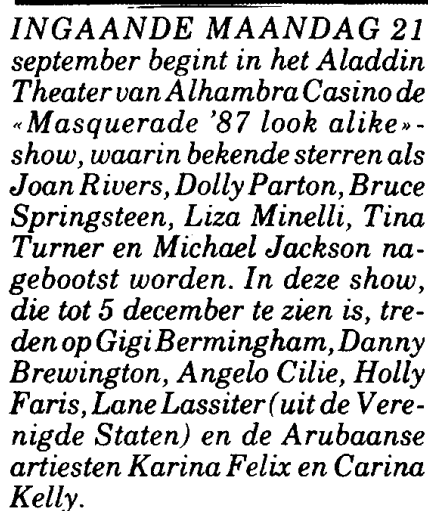 INGAANDE MAANDAG 21
september begint in het Aladdin
Theater van Alhambra Casino de
«Masquerade '87 look alike»-
show, waarin bekende sterren als
Joan Rivers, Dolly Parton, Bruce
Springsteen, Liza Minelli, Tina
Turner en Michael Jackson na-
gebootst worden. In deze show,
die tot 5 december te zien is, tre-
den op Gigi Bermingham, Danny
Brewington, Angelo Cilie, Holly
Faris, Lane Lassiter (uit de Vere-
nigde Staten) en de Arubaanse
artiesten Karina Felix en Carina
Kelly.